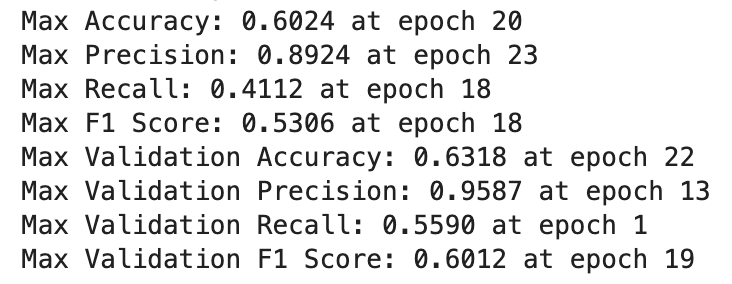 Max Accuracy: 0.6024 at epoch 20
Max Precision: 0.8924 at epoch 23
Max Recall: 0.4112 at epoch 18
Max F1 Score: 0.5306 at epoch 18
Max Validation Accuracy: 0.6318 at epoch 22
Max Validation Precision: 0.9587 at epoch 13
Max Validation Recall: 0.5590 at epoch 1
Max Validation F1 Score: 0.6012 at epoch 19